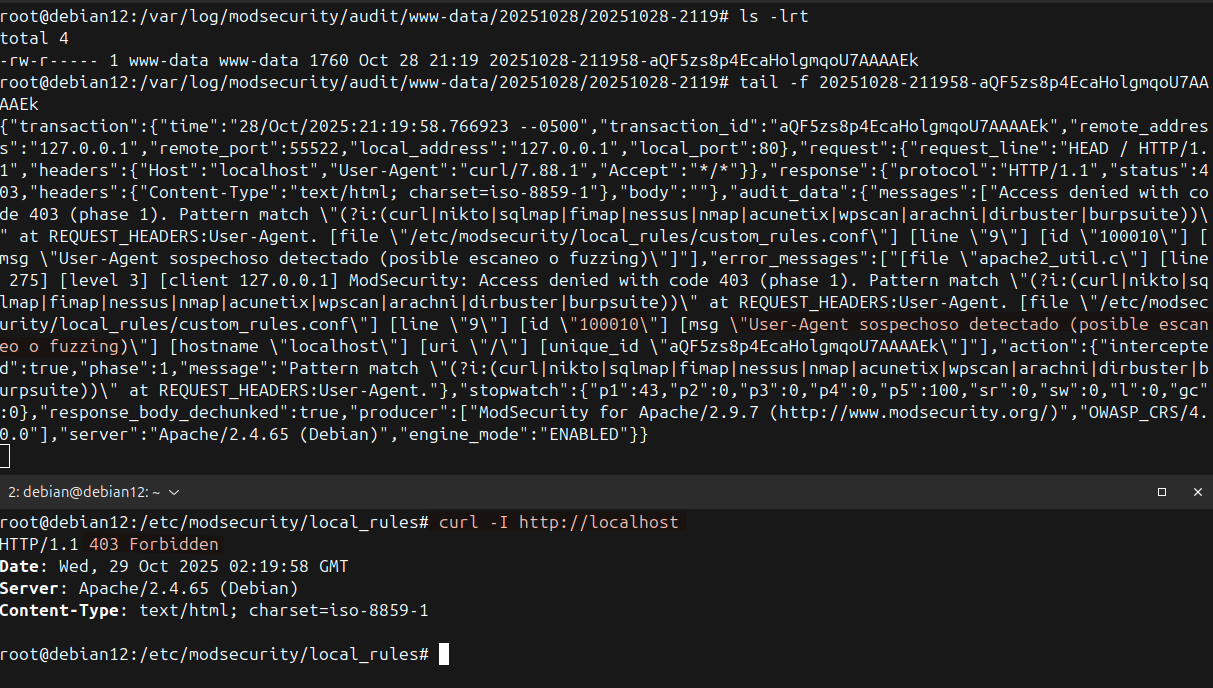 root@debian12:/var/log/modsecurity/audit/www-data/20251028/20251028-2119# ls -lrt
total 4
-rw-r----- 1 www-data www-data 1760 Oct 28 21:19 20251028-211958-aQF5zs8p4EcaHolgmqoU7AAAAEk
root@debian12:/var/log/modsecurity/audit/www-data/20251028/20251028-2119# tail -f 20251028-211958-aQF5zs8p4EcaHolgmqoU7AA
AAEk
{"transaction":{"time":"28/Oct/2025:21:19:58.766923 --0500","transaction_id":"aQF5zs8p4EcaHolgmqoU7AAAAEk","remote_addres
s":"127.0.0.1","remote_port":55522,"local_address":"127.0.0.1","local_port":80},"request":{"request_line":"HEAD / HTTP/1.
1","headers":{"Host":"localhost","User-Agent":"curl/7.88.1","Accept":"*/*"}},"response":{"protocol":"HTTP/1.1","status":4
03,"headers":{"Content-Type":"text/html; charset=iso-8859-1"},"body":""},"audit_data":{"messages":["Access denied with co
de 403 (phase 1). Pattern match \"(?i:(curl|nikto|sqlmap|fimap|nessus|nmap|acunetix|wpscan|arachni|dirbuster|burpsuite))\
" at REQUEST_HEADERS:User-Agent. [file \"/etc/modsecurity/local_rules/custom_rules.conf\"] [line \"9\"] [id \"100010\"] [
msg \"User-Agent sospechoso detectado (posible escaneo o fuzzing)\"]"],"error_messages":["[file \"apache2_util.c\"] [line
 275] [level 3] [client 127.0.0.1] ModSecurity: Access denied with code 403 (phase 1). Pattern match \"(?i:(curl|nikto|sq
lmap|fimap|nessus|nmap|acunetix|wpscan|arachni|dirbuster|burpsuite))\" at REQUEST_HEADERS:User-Agent. [file \"/etc/modsec
urity/local_rules/custom_rules.conf\"] [line \"9\"] [id \"100010\"] [msg \"User-Agent sospechoso detectado (posible escan
eo o fuzzing)\"] [hostname \"localhost\"] [uri \"/\"] [unique_id \"aQF5zs8p4EcaHolgmqoU7AAAAEk\"]"],"action":{"intercepte
d":true,"phase":1,"message":"Pattern match \"(?i:(curl|nikto|sqlmap|fimap|nessus|nmap|acunetix|wpscan|arachni|dirbuster|b
urpsuite))\" at REQUEST_HEADERS:User-Agent."},"stopwatch":{"p1":43,"p2":0,"p3":0,"p4":0,"p5":100,"sr":0,"sw":0,"l":0,"gc"
:0},"response_body_dechunked":true,"producer":["ModSecurity for Apache/2.9.7 (http://www.modsecurity.org/)","OWASP_CRS/4.
0.0"],"server":"Apache/2.4.65 (Debian)","engine_mode":"ENABLED"}}
2: debian@debian12: ~
root@debian12:/etc/modsecurity/local_rules# curl -I http://localhost
HTTP/1.1 403 Forbidden
Date: Wed, 29 Oct 2025 02:19:58 GMT
Server: Apache/2.4.65 (Debian)
Content-Type: text/html; charset=iso-8859-1
root@debian12:/etc/modsecurity/local_rules#